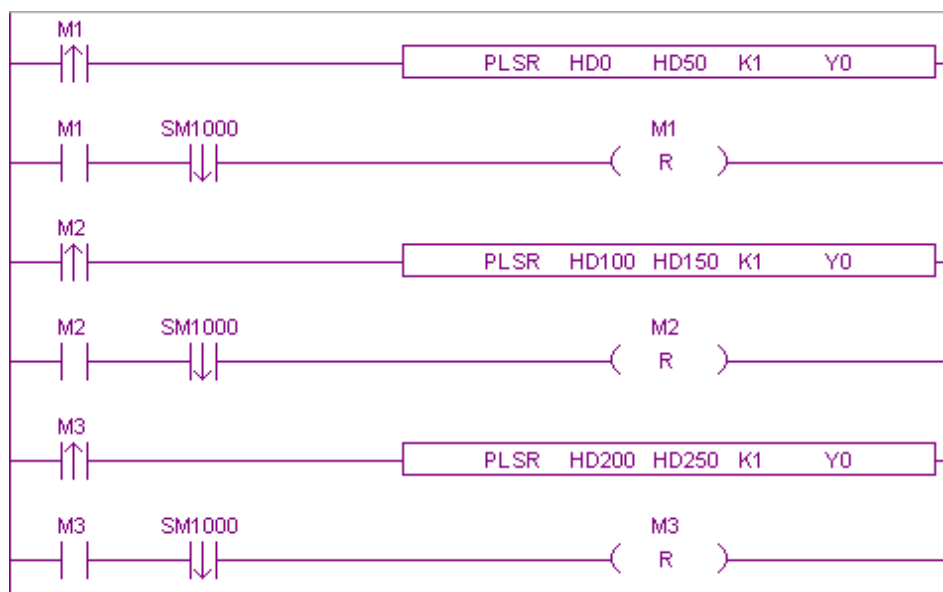 M1
PLSR HD0 HD50 K1 Y0
M1 SM1000 M1
R
M2
PLSR HD100 HD150 K1 Y0
M2 SM1000 M2
R
M3
PLSR HD200 HD250 K1 Y0
M3 SM1000 M3
R